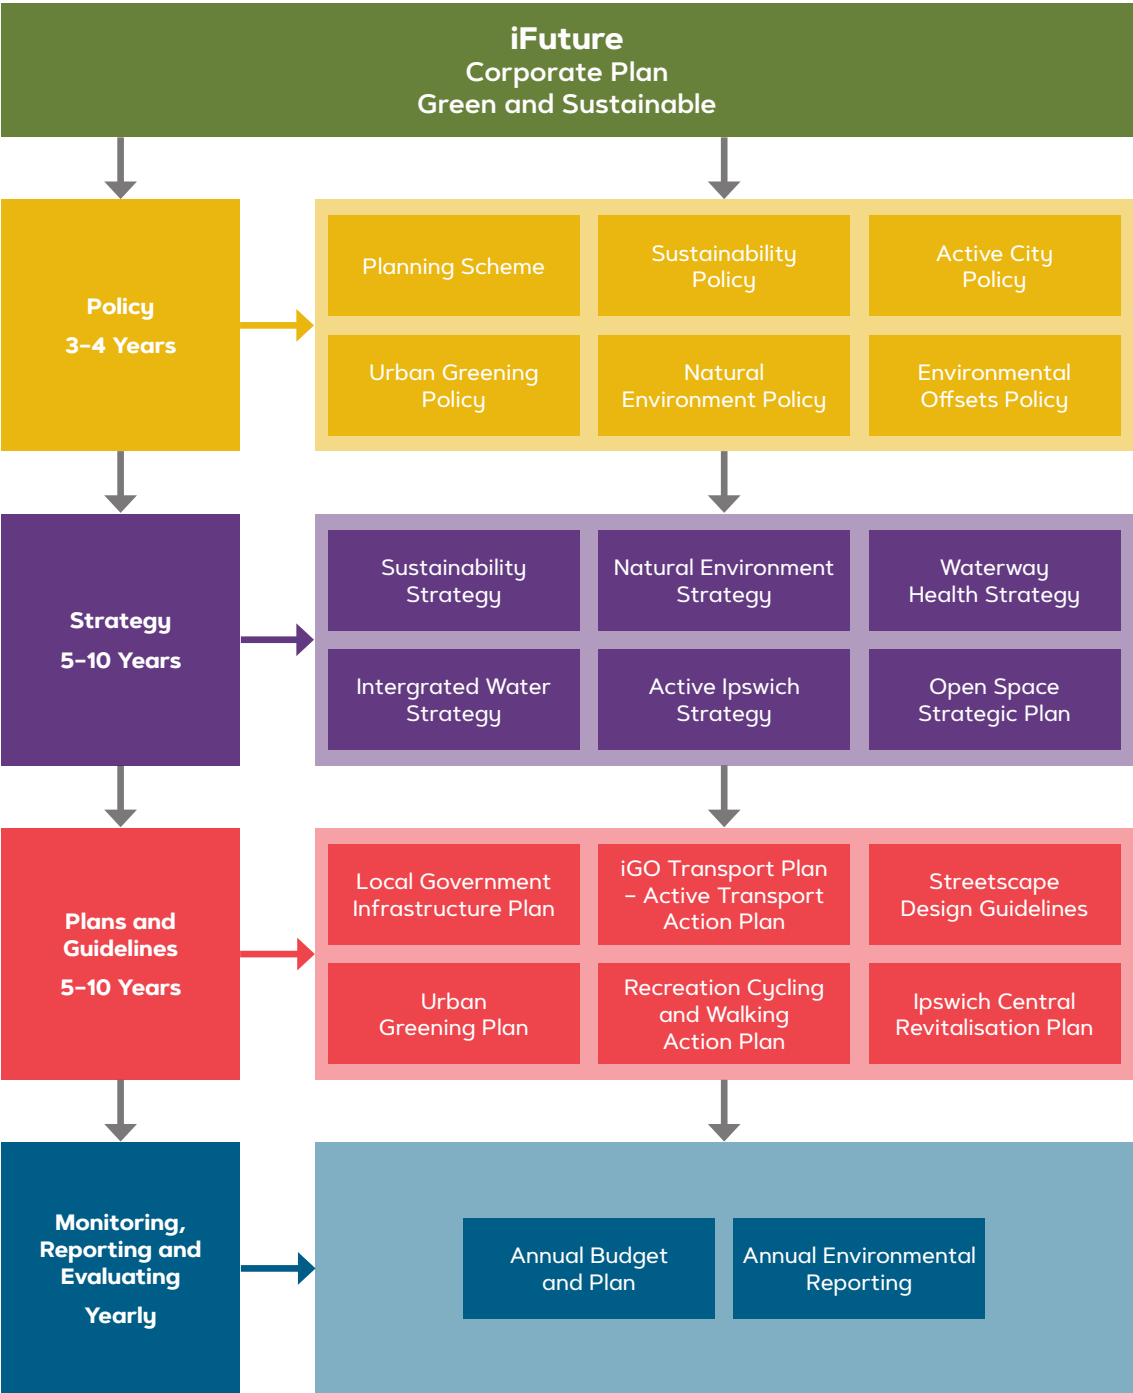 iFuture
Corporate Plan
Green and Sustainable
Policy
3–4 Years
Planning Scheme
Sustainability
Policy
Active City
Policy
Urban Greening
Policy
Natural
Environment Policy
Environmental
Offsets Policy
Strategy
5–10 Years
Sustainability
Strategy
Natural Environment
Strategy
Waterway
Health Strategy
Intergrated Water
Strategy
Active Ipswich
Strategy
Open Space
Strategic Plan
Plans and
Guidelines
5–10 Years
Local Government
Infrastructure Plan
iGO Transport Plan
– Active Transport
Action Plan
Streetscape
Design Guidelines
Urban
Greening Plan
Recreation Cycling
and Walking
Action Plan
Ipswich Central
Revitalisation Plan
Monitoring,
Reporting and
Evaluating
Yearly
Annual Budget
and Plan
Annual Environmental
Reporting